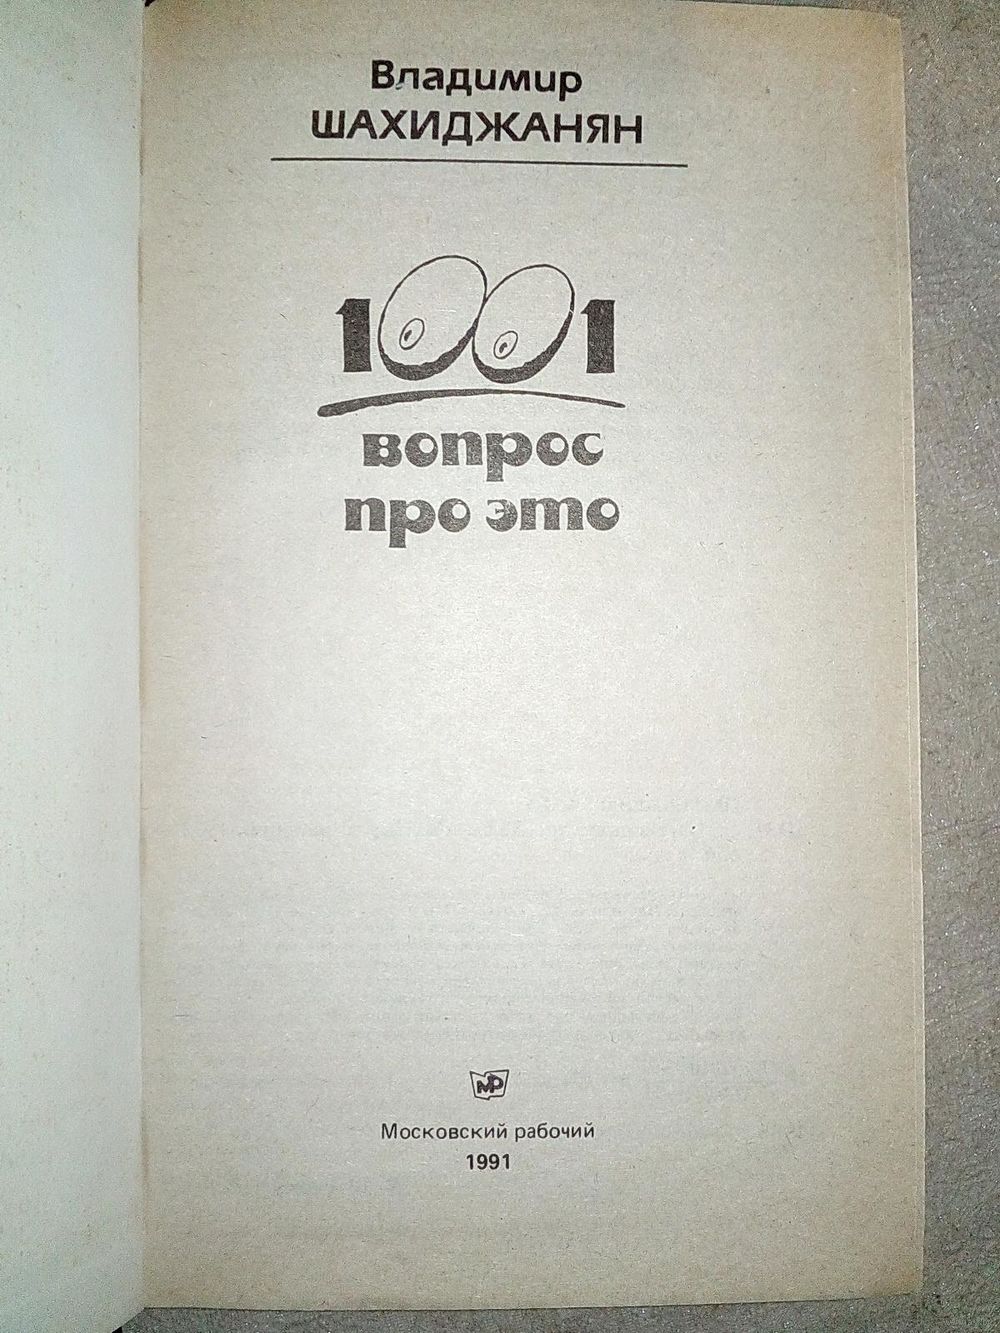 Владимир
ШАХИДЖАНЯН
1001
вопрос
про это
МР
Московский рабочий
1991